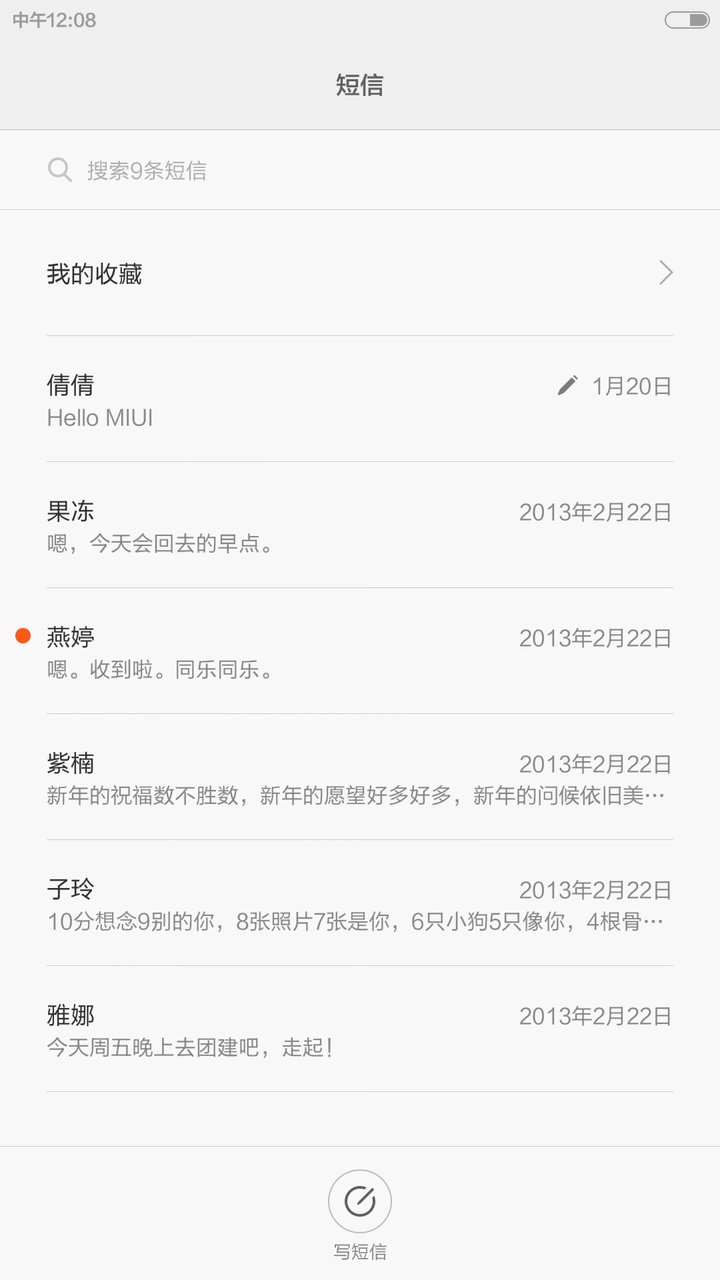 中午12:08
短信
搜索9条短信
我的收藏
倩倩 1月20日
Hello MIUI
果冻 2013年2月22日
嗯，今天会回去的早点。
燕婷 2013年2月22日
嗯。收到啦。同乐同乐。
紫楠 2013年2月22日
新年的祝福数不胜数，新年的愿望好多好多，新年的问候依旧美…
子玲 2013年2月22日
10分想念9别的你，8张照片7张是你，6只小狗5只像你，4根骨…
雅娜 2013年2月22日
今天周五晚上去团建吧，走起！
写短信